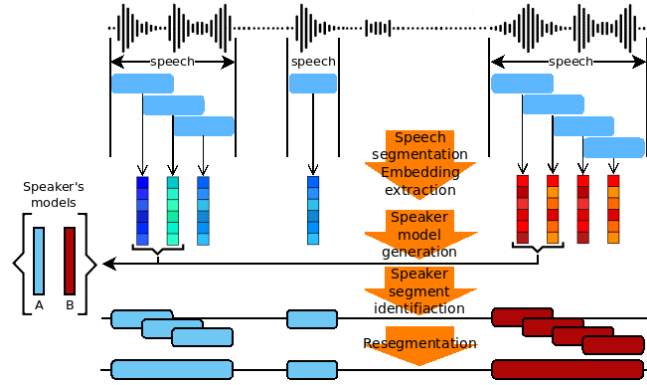 speech
speech
speech
Speech
segmentation
Embedding
extraction
Speaker's
models
Speaker
model
generation
A
B
Speaker
segment
identifiaction
Resegmentation